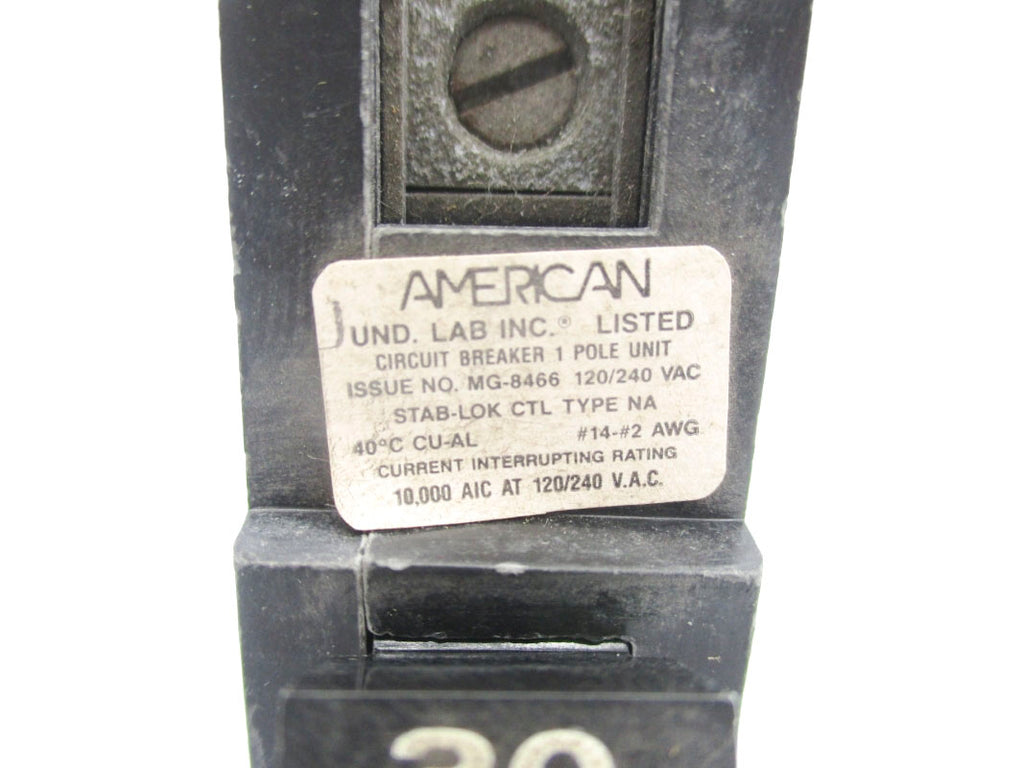 AMERICAN
UND. LAB INC.® LISTED
CIRCUIT BREAKER 1 POLE UNIT
ISSUE NO. MG-8466 120/240 VAC
STAB-LOK CTL TYPE NA
40°C CU-AL #14-#2 AWG
CURRENT INTERRUPTING RATING
10,000 AIC AT 120/240 V.A.C.